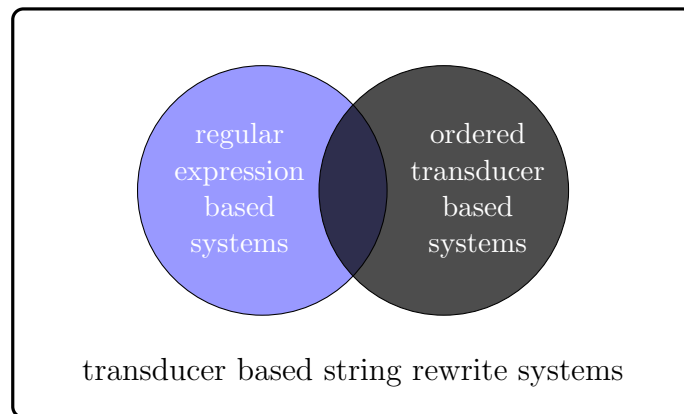 regular
expression
based
systems
ordered
transducer
based
systems
transducer based string rewrite systems